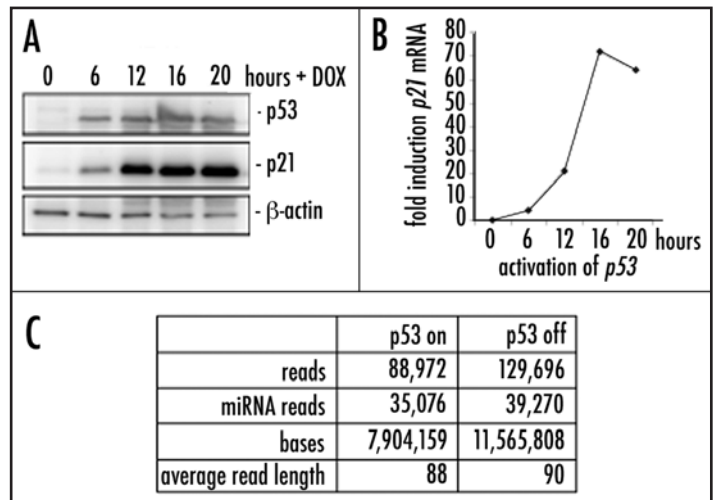 A
0 6 12 16 20 hours + DOX
- p53
- p21
- β-actin
B
fold induction p21 mRNA
80
70
60
50
40
30
20
10
0
0 6 12 16 20 hours
activation of p53
C
p53 on p53 off
reads 88,972 129,696
miRNA reads 35,076 39,270
bases 7,904,159 11,565,808
average read length 88 90